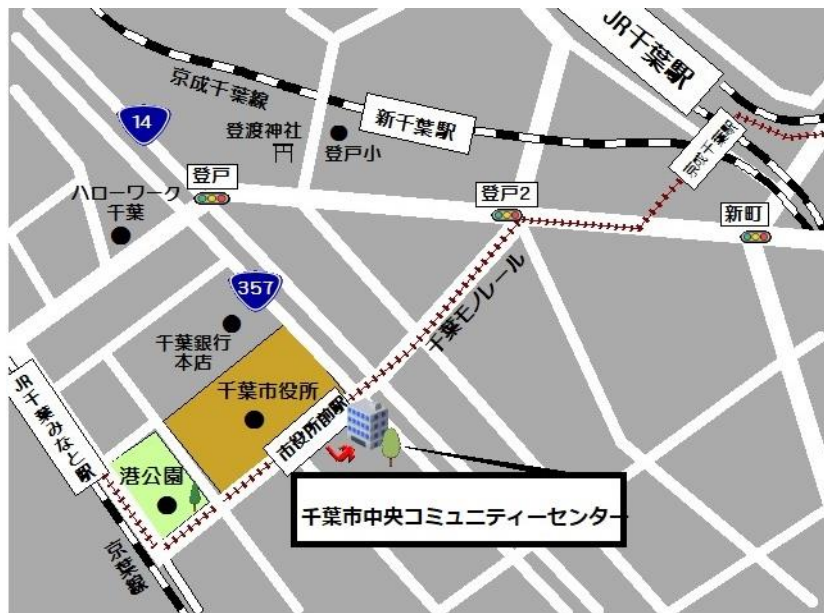 JR千葉駅
京成千葉線
14
新千葉駅
登渡神社
登戸小
登戸
登戸2
新町
ハローワーク
千葉
357
千葉モノレール
千葉銀行
本店
千葉市役所
市役所前駅
JR千葉みなと駅
港公園
千葉市中央コミュニティーセンター
京葉線